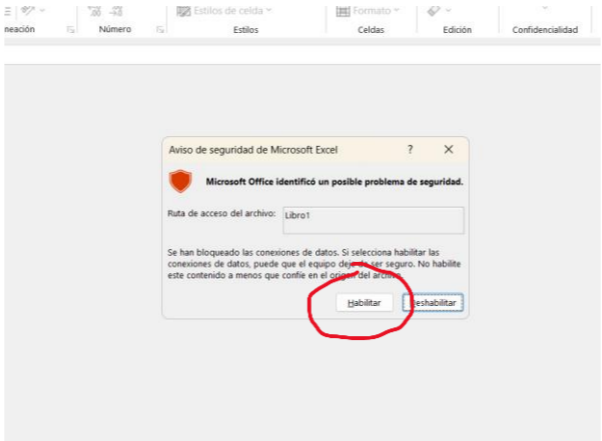 Estilos de celda
Formato
neación
Número
Estilos
Celdas
Edición
Confidencialidad
Aviso de seguridad de Microsoft Excel ? X
Microsoft Office identificó un posible problema de seguridad.
Ruta de acceso del archivo: Libro1
Se han bloqueado las conexiones de datos. Si selecciona habilitar las
conexiones de datos, puede que el equipo deje de ser seguro. No habilite
este contenido a menos que confíe en el origen del archivo.
Habilitar
Deshabilitar